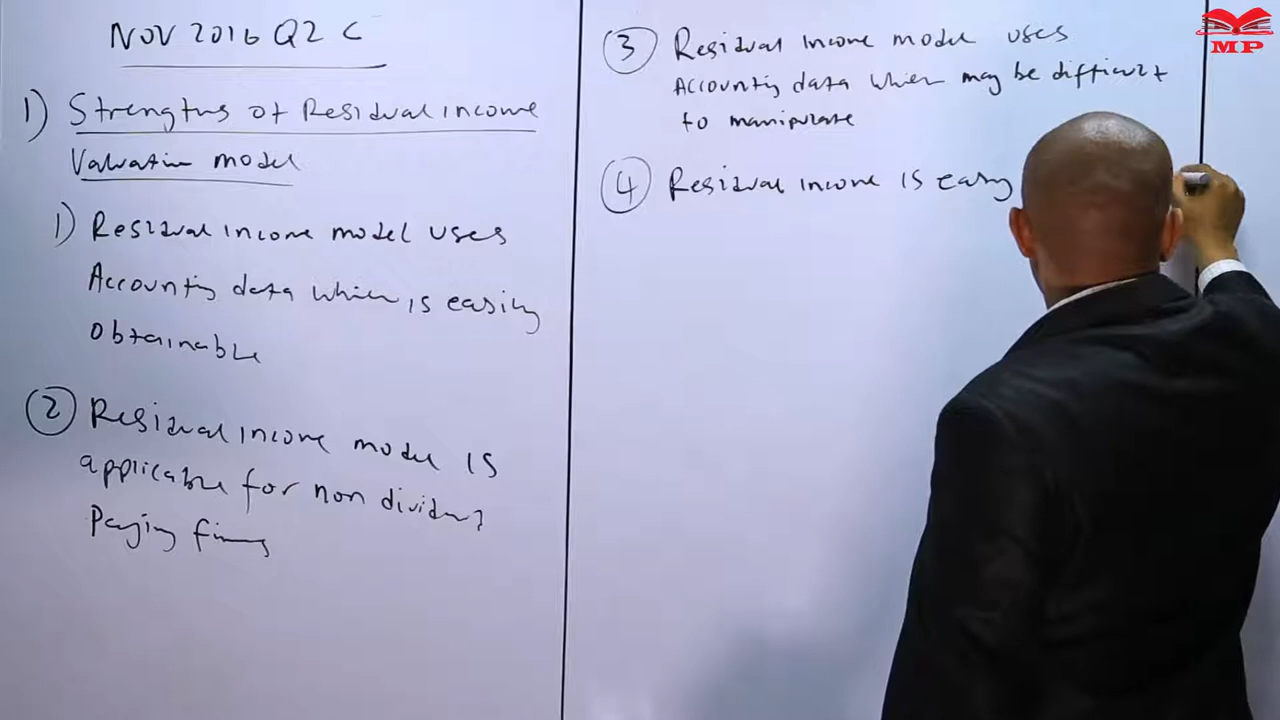 NOV 2016 Q2 C
1) Strengths of Residual income
Valuation model
1) Residual income model uses
Accounting data which is easily
obtainable
2 Residual income model is
applicable for non dividend
Paying firms
3 Residual income model uses
Accounting data which may be difficult
to manipulate
4 Residual income is easy
MP